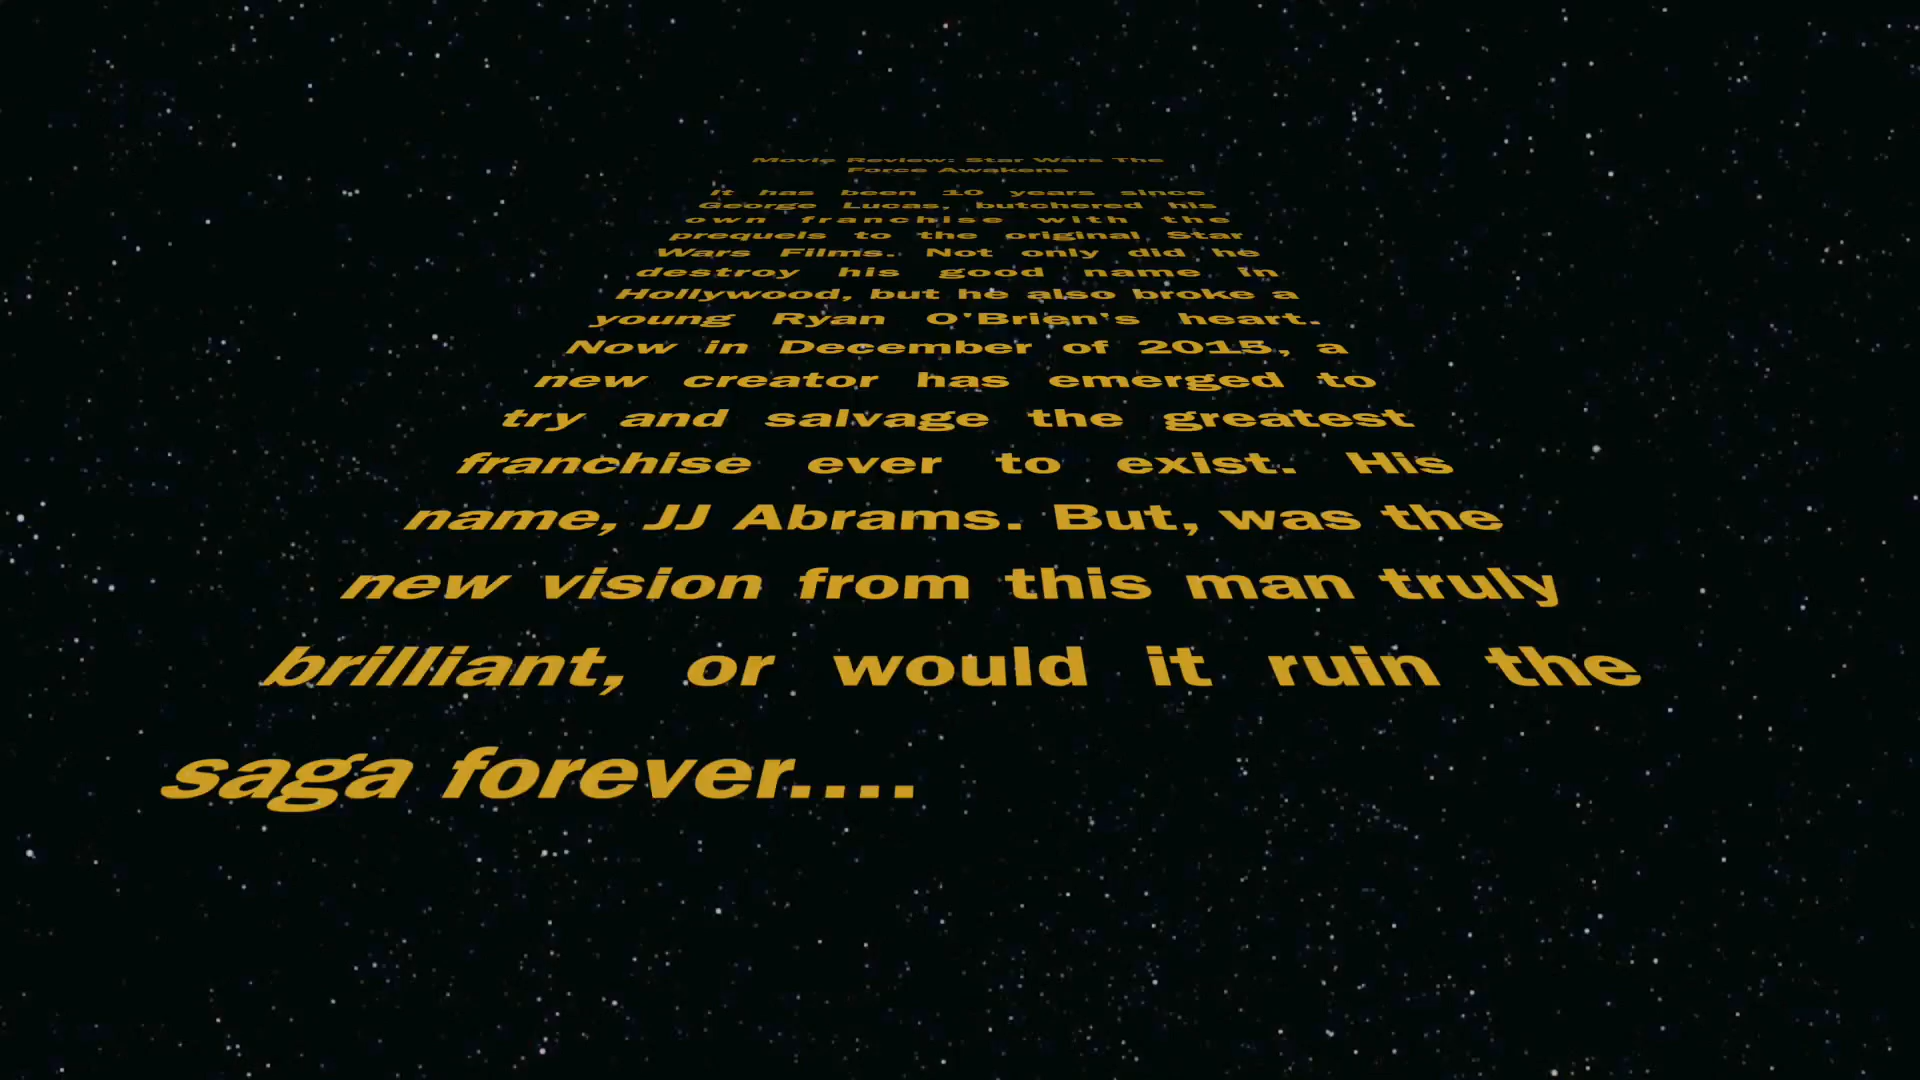 Movie Review: Star Wars The
Force Awakens
It has been 10 years since
George Lucas, butchered his
own franchise with the
prequels to the original Star
Wars Films. Not only did he
destroy his good name in
Hollywood, but he also broke a
young Ryan O'Brien's heart.
Now in December of 2015, a
new creator has emerged to
try and salvage the greatest
franchise ever to exist. His
name, JJ Abrams. But, was the
new vision from this man truly
brilliant, or would it ruin the
saga forever....